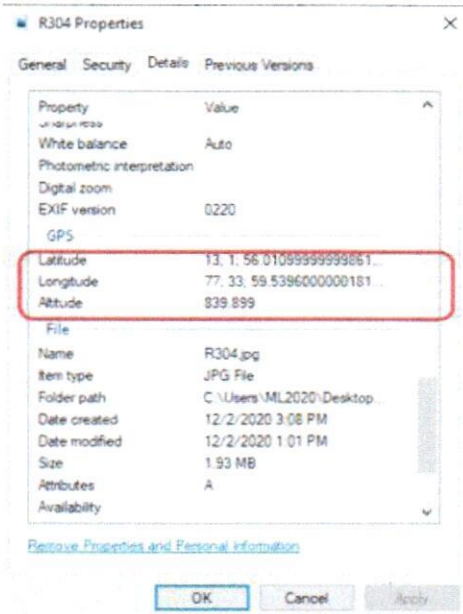 R304 Properties
General Security Details Previous Versions
Property Value
Sharpness
White balance Auto
Photometric interpretation
Digital zoom
EXIF version 0220
GPS
Latitude 13; 1; 56.01099999999861...
Longitude 77; 33; 59.5396000000181...
Altitude 839.899
File
Name R304.jpg
Item type JPG File
Folder path C:\Users\ML2020\Desktop...
Date created 12/2/2020 3:08 PM
Date modified 12/2/2020 1:01 PM
Size 1.93 MB
Attributes A
Availability
Remove Properties and Personal Information
OK Cancel Apply